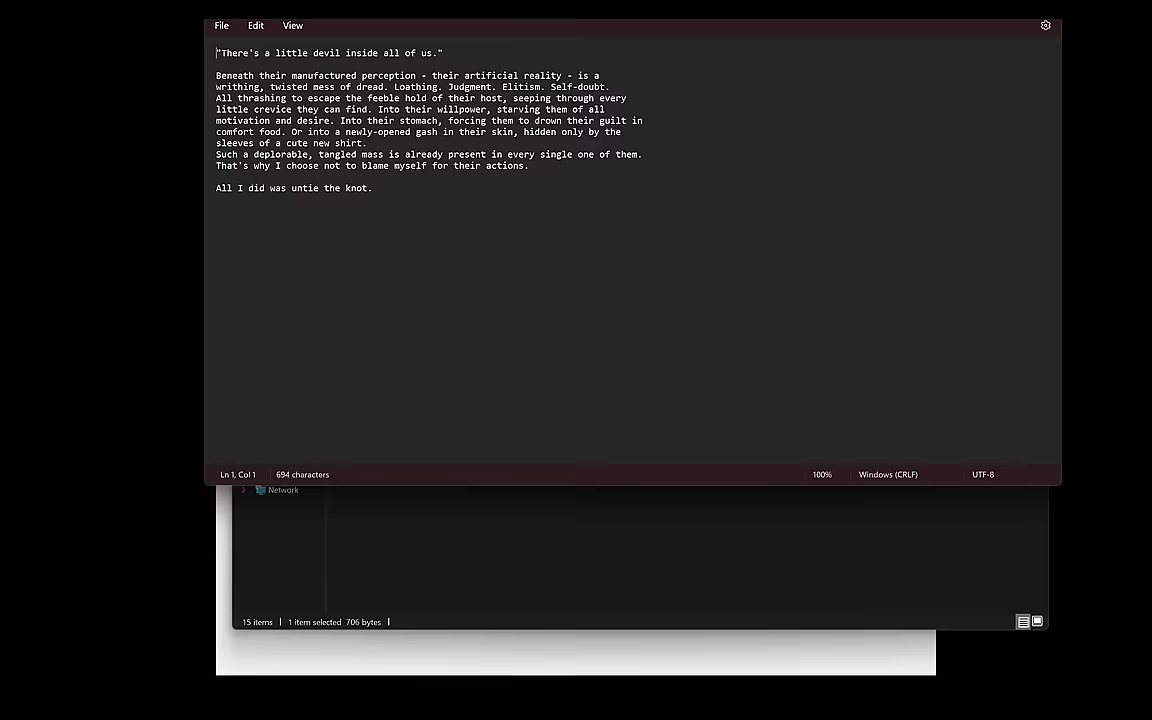 File Edit View
"There's a little devil inside all of us."
Beneath their manufactured perception - their artificial reality - is a
writhing, twisted mess of dread. Loathing. Judgment. Elitism. Self-doubt.
All thrashing to escape the feeble hold of their host, seeping through every
little crevice they can find. Into their willpower, starving them of all
motivation and desire. Into their stomach, forcing them to drown their guilt in
comfort food. Or into a newly-opened gash in their skin, hidden only by the
sleeves of a cute new shirt.
Such a deplorable, tangled mass is already present in every single one of them.
That's why I choose not to blame myself for their actions.
All I did was untie the knot.
Ln 1, Col 1 694 characters 100% Windows (CRLF) UTF-8
Network
15 items 1 item selected 706 bytes